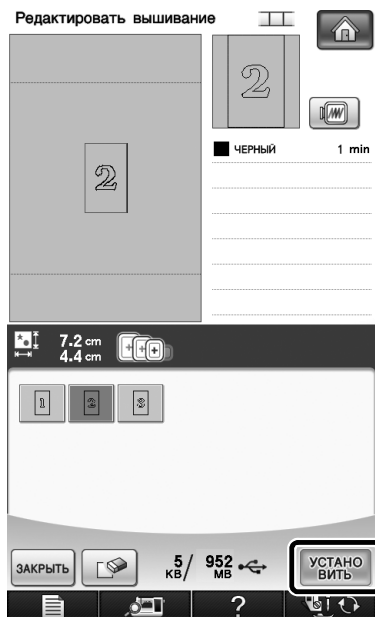 Редактировать вышивание
2
2
ЧЕРНЫЙ 1 min
7.2 cm
4.4 cm
1 2 3
ЗАКРЫТЬ 5 KB/ 952 MB УСТАНО
ВИТЬ
?